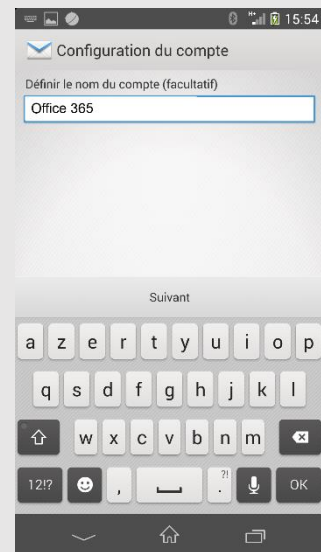 15:54
Configuration du compte
Définir le nom du compte (facultatif)
Office 365
Suivant
a z e r t y u i o p
q s d f g h j k l
w x c v b n m
12!? , ?! . OK